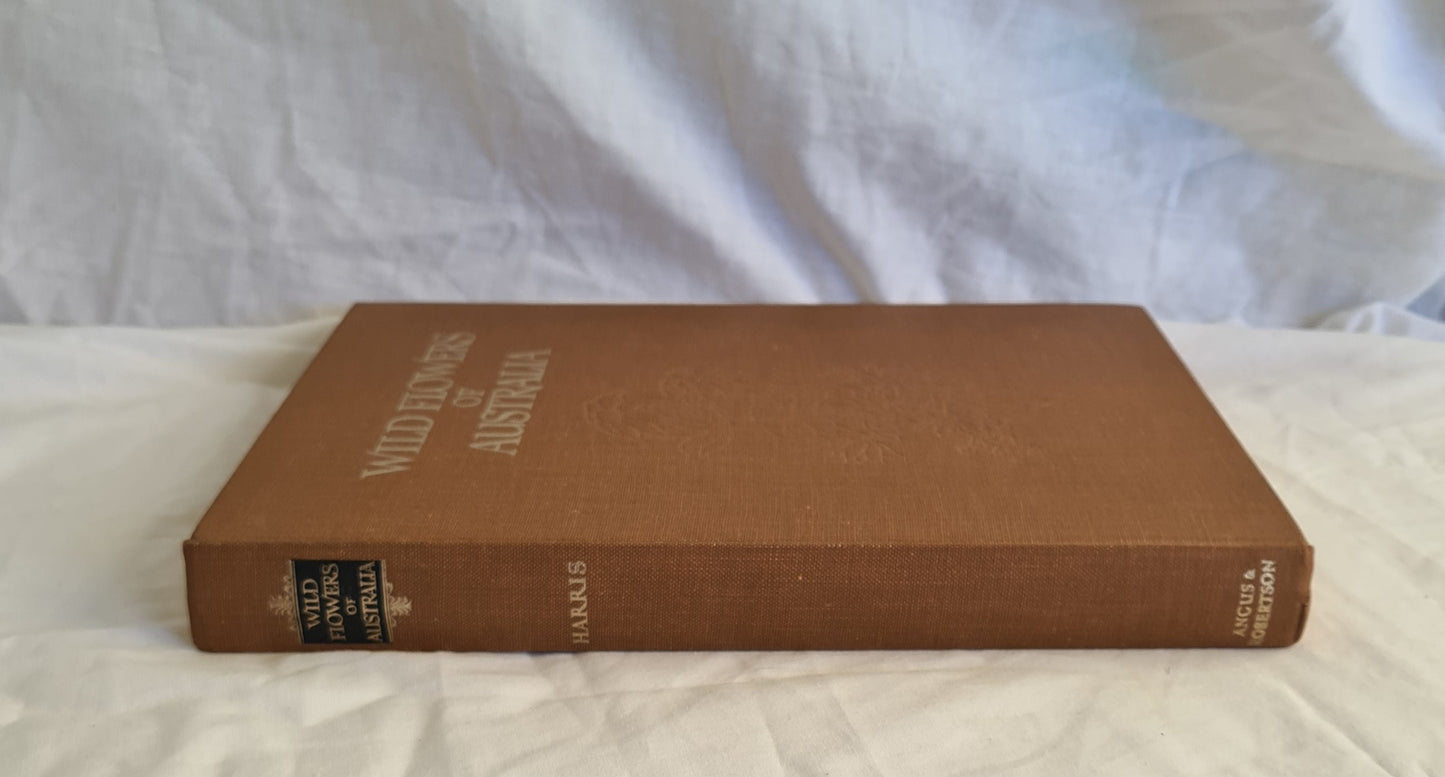 WILD FLOWERS
OF
AUSTRALIA
WILD
FLOWERS
OF
AUSTRALIA
HARRIS
ANGUS &
ROBERTSON